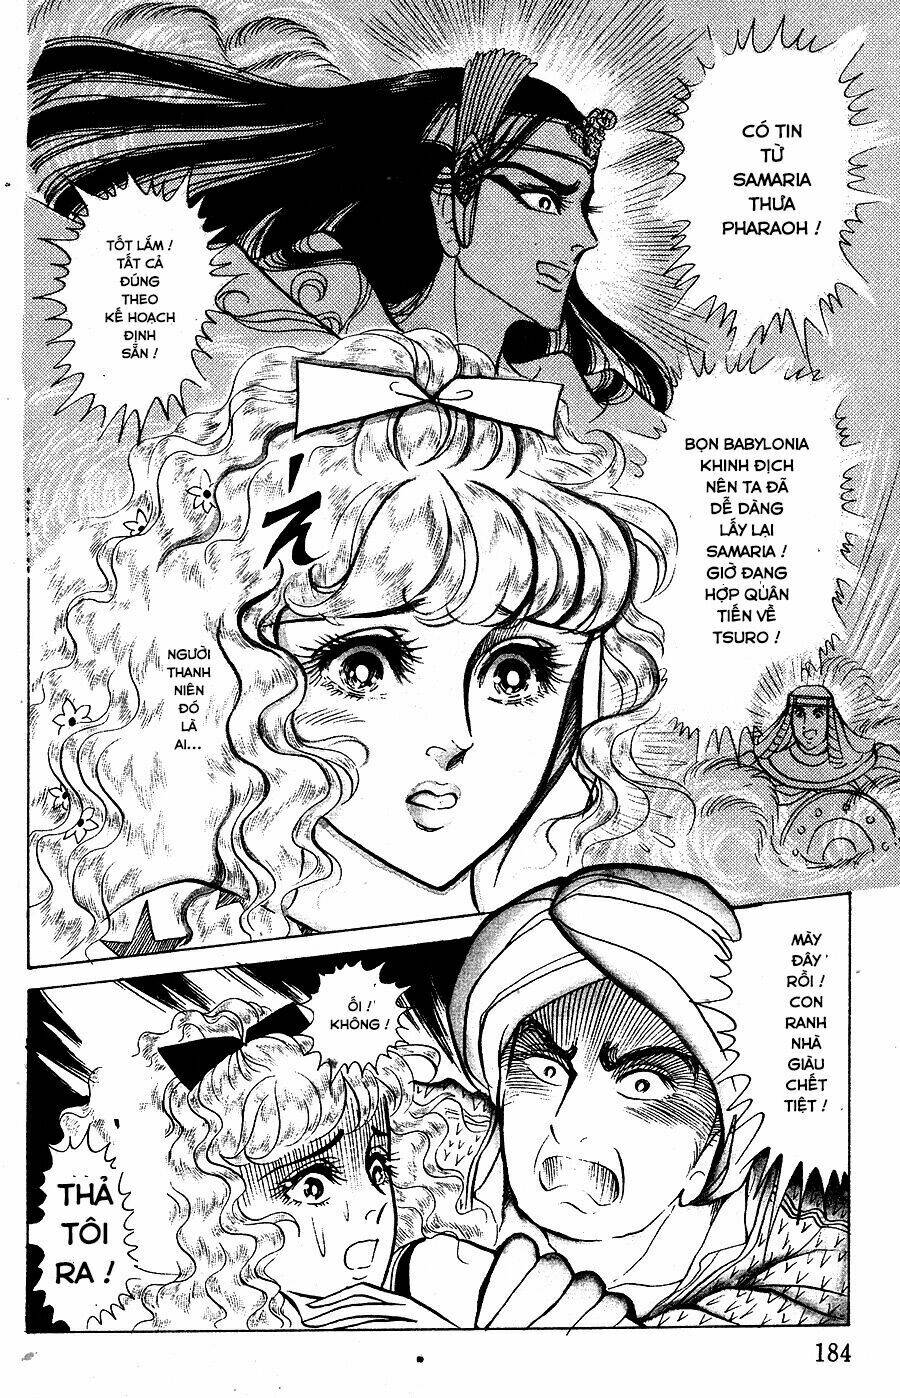 CÓ TIN
TỪ
SAMARIA
THƯA
PHARAOH !
TỐT LẮM !
TẤT CẢ
ĐÚNG
THEO
KẾ HOẠCH
ĐỊNH
SẴN !
BỌN BABYLONIA
KHINH ĐỊCH
NÊN TA ĐÃ
DỄ DÀNG
LẤY LẠI
SAMARIA !
GIỜ ĐANG
HỢP QUÂN
TIẾN VỀ
TSURO !
え
NGƯỜI
THANH
NIÊN
ĐÓ
LÀ
AI...
MÀY
ĐÂY
RỒI !
CON
RANH
NHÀ
GIÀU
CHẾT
TIỆT !
ỐI !
KHÔNG !
THẢ
TÔI
RA !
184